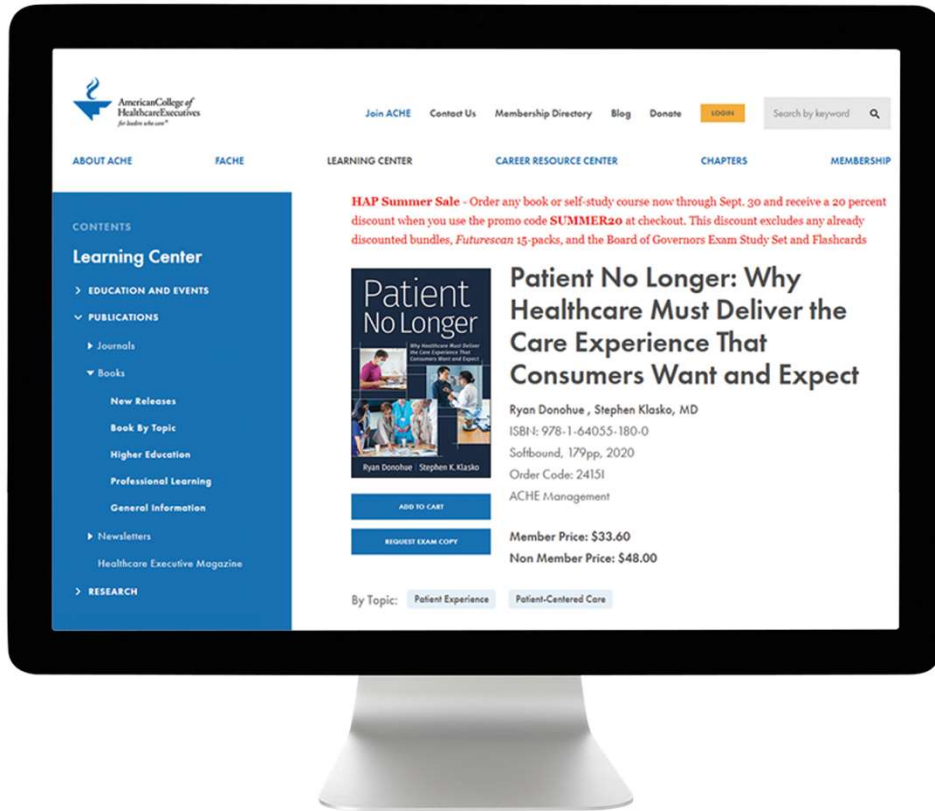 AmericanCollege of
HealthcareExecutives
for leaders who care®
Join ACHE Contact Us Membership Directory Blog Donate LOGIN Search by keyword
ABOUT ACHE FACHE LEARNING CENTER CAREER RESOURCE CENTER CHAPTERS MEMBERSHIP
CONTENTS
Learning Center
EDUCATION AND EVENTS
PUBLICATIONS
Journals
Books
New Releases
Book By Topic
Higher Education
Professional Learning
General Information
Newsletters
Healthcare Executive Magazine
RESEARCH
HAP Summer Sale - Order any book or self-study course now through Sept. 30 and receive a 20 percent
discount when you use the promo code SUMMER20 at checkout. This discount excludes any already
discounted bundles, Futurescan 15-packs, and the Board of Governors Exam Study Set and Flashcards
Patient
No Longer
Why Healthcare Must Deliver
the Care Experience That
Consumers Want and Expect
Ryan Donohue | Stephen K. Klasko
ADD TO CART
REQUEST EXAM COPY
Patient No Longer: Why
Healthcare Must Deliver the
Care Experience That
Consumers Want and Expect
Ryan Donohue , Stephen Klasko, MD
ISBN: 978-1-64055-180-0
Softbound, 179pp, 2020
Order Code: 2415I
ACHE Management
Member Price: $33.60
Non Member Price: $48.00
By Topic: Patient Experience Patient-Centered Care